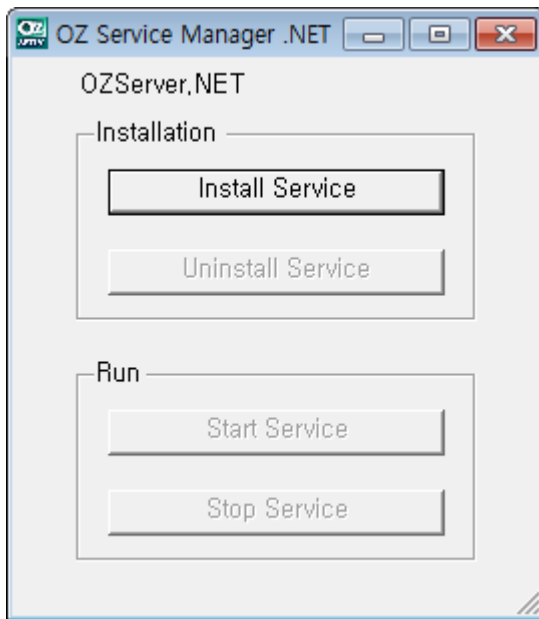 OZ Service Manager .NET
OZServer,NET
Installation
Install Service
Uninstall Service
Run
Start Service
Stop Service